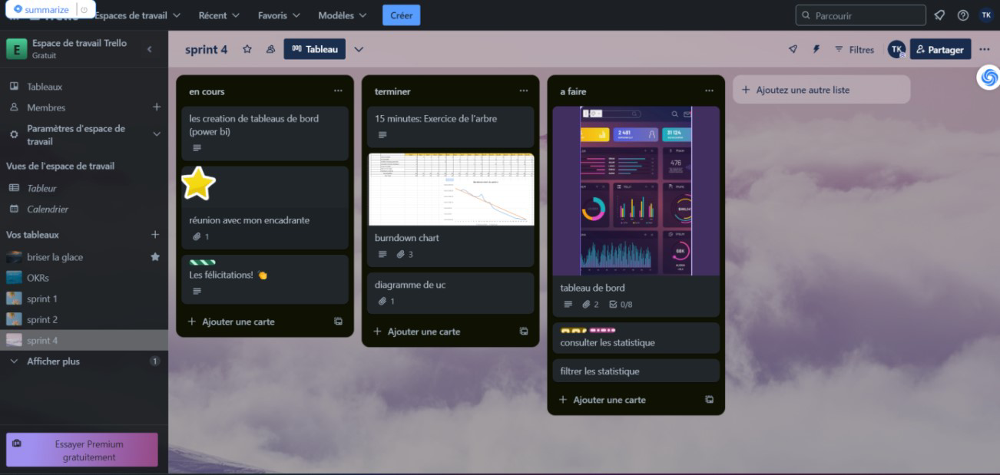 summarize
Espaces de travail
Récent
Favoris
Modèles
Créer
Parcourir
TK
E
Espace de travail Trello
Gratuit
sprint 4
Tableau
Filtres
TK
Partager
Tableaux
Membres
Paramètres d'espace de
travail
Vues de l'espace de travail
Tableur
Calendrier
Vos tableaux
briser la glace
OKRs
sprint 1
sprint 2
sprint 4
Afficher plus
1
Essayer Premium
gratuitement
en cours
les creation de tableaus de bord
(power bi)
réunion avec mon encadrante
1
Les félicitations!
Ajouter une carte
terminer
15 minutes: Exercice de l'arbre
burndown chart
3
diagramme de uc
1
Ajouter une carte
a faire
2 481
31 124
476
68K
tableau de bord
2
0/8
consulter les statistique
filtrer les statistique
Ajouter une carte
Ajoutez une autre liste